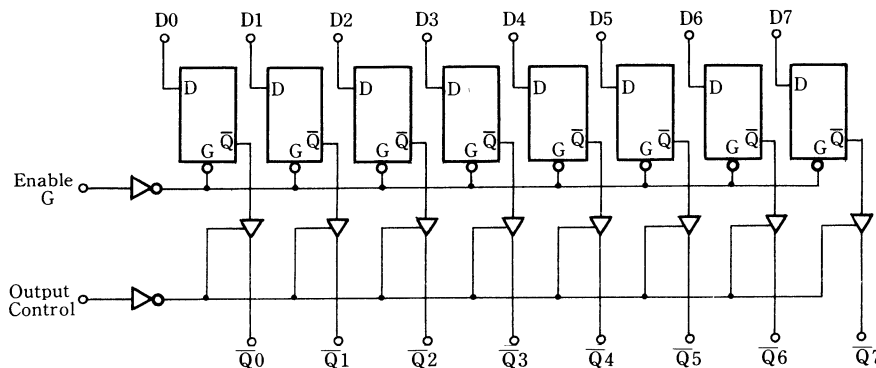 D0 D1 D2 D3 D4 D5 D6 D7
D D D D D D D D
Q̅ Q̅ Q̅ Q̅ Q̅ Q̅ Q̅ Q̅
G G G G G G G G
Enable
G
Output
Control
Q̅0 Q̅1 Q̅2 Q̅3 Q̅4 Q̅5 Q̅6 Q̅7